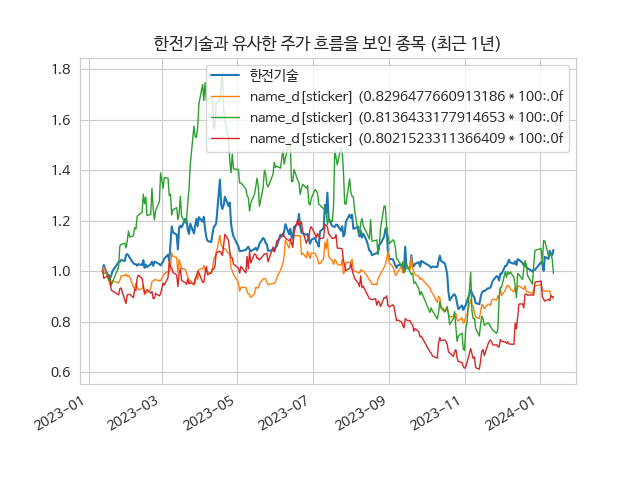 한전기술과 유사한 주가 흐름을 보인 종목 (최근 1년)
한전기술
name_d[sticker] (0.8296477660913186 * 100:.0f
name_d[sticker] (0.8136433177914653 * 100:.0f
name_d[sticker] (0.8021523311366409 * 100:.0f
1.8
1.6
1.4
1.2
1.0
0.8
0.6
2023-01
2023-03
2023-05
2023-07
2023-09
2023-11
2024-01